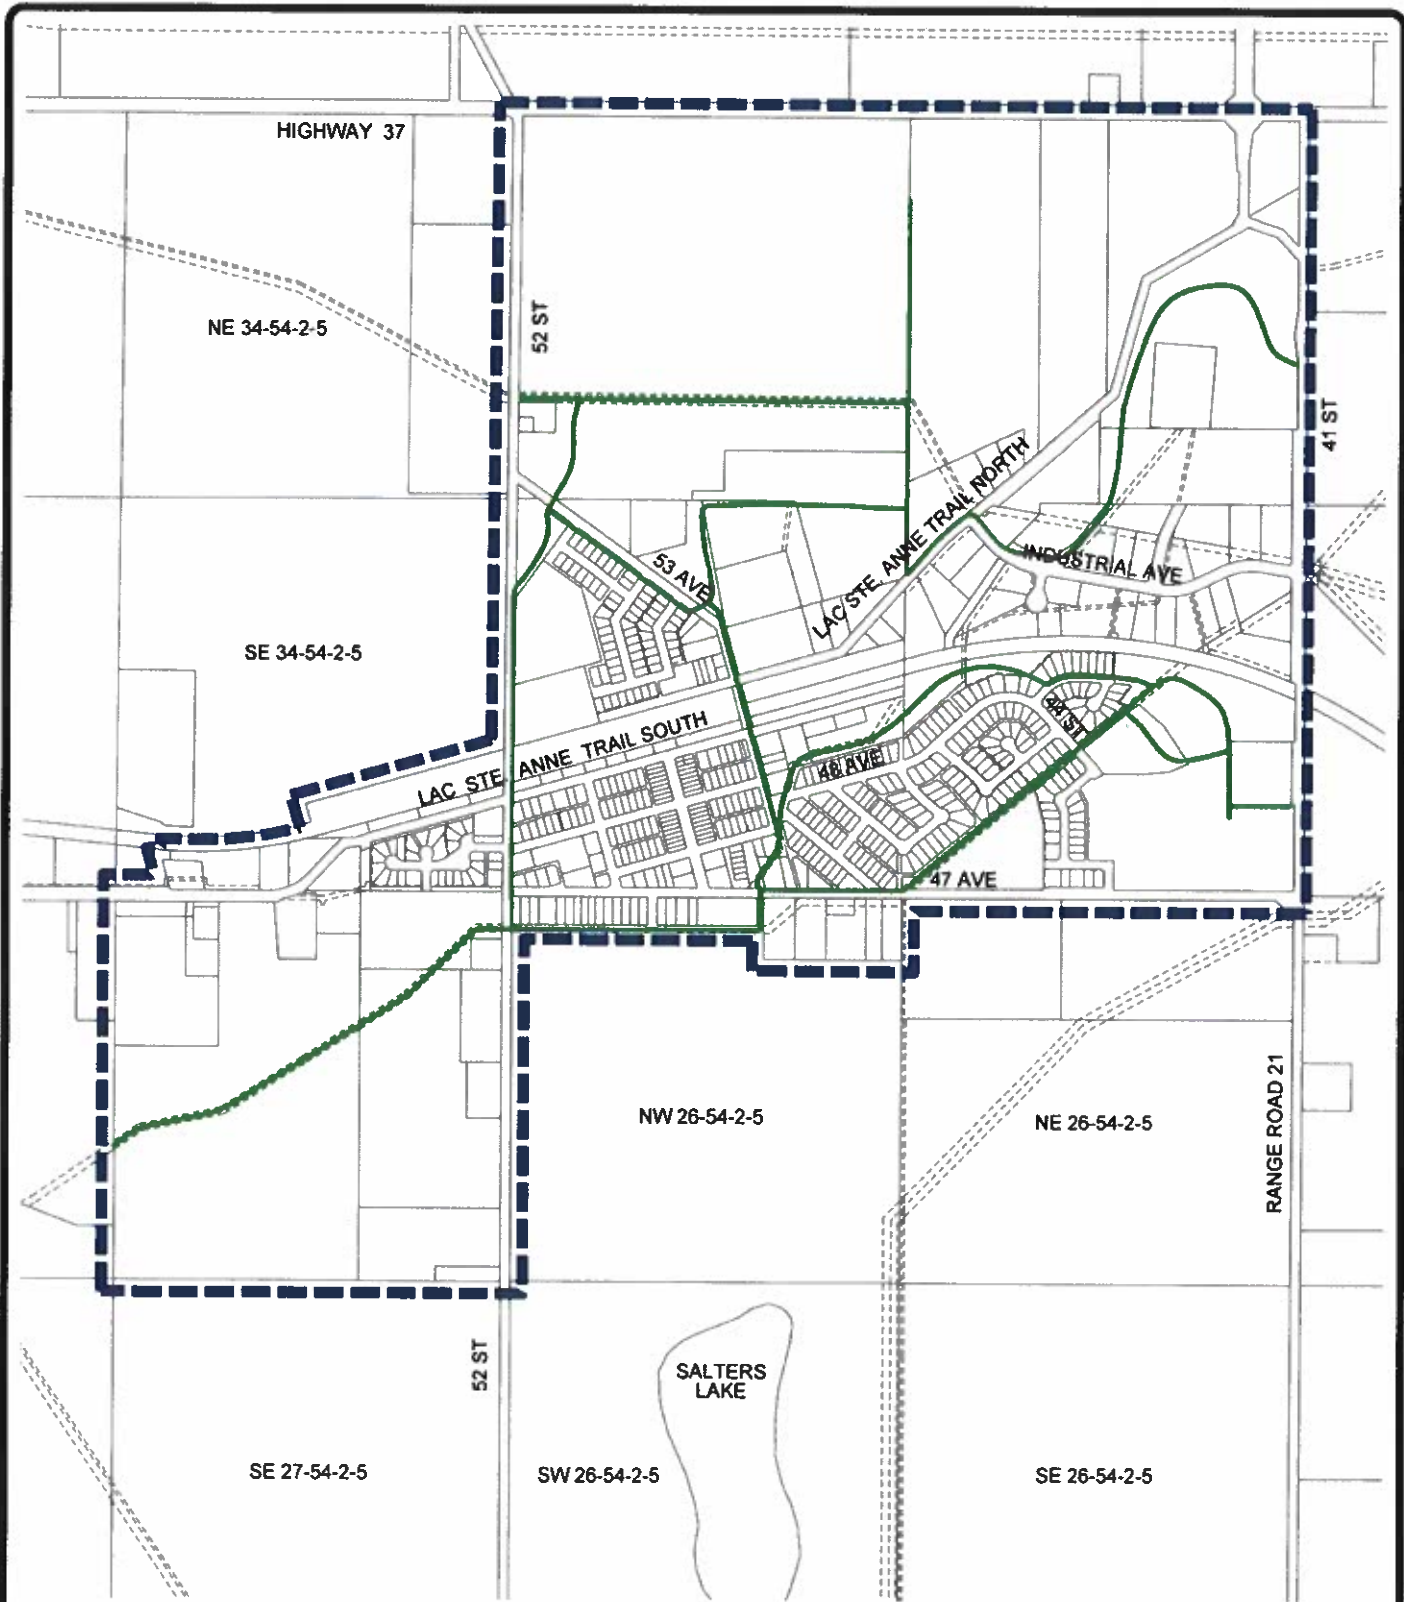 HIGHWAY 37
NE 34-54-2-5
52 ST
41 ST
LAC STE. ANNE TRAIL NORTH
INDUSTRIAL AVE
53 AVE
SE 34-54-2-5
LAC STE. ANNE TRAIL SOUTH
44 ST
48 AVE
47 AVE
NW 26-54-2-5
NE 26-54-2-5
RANGE ROAD 21
52 ST
SALTERS
LAKE
SE 27-54-2-5
SW 26-54-2-5
SE 26-54-2-5